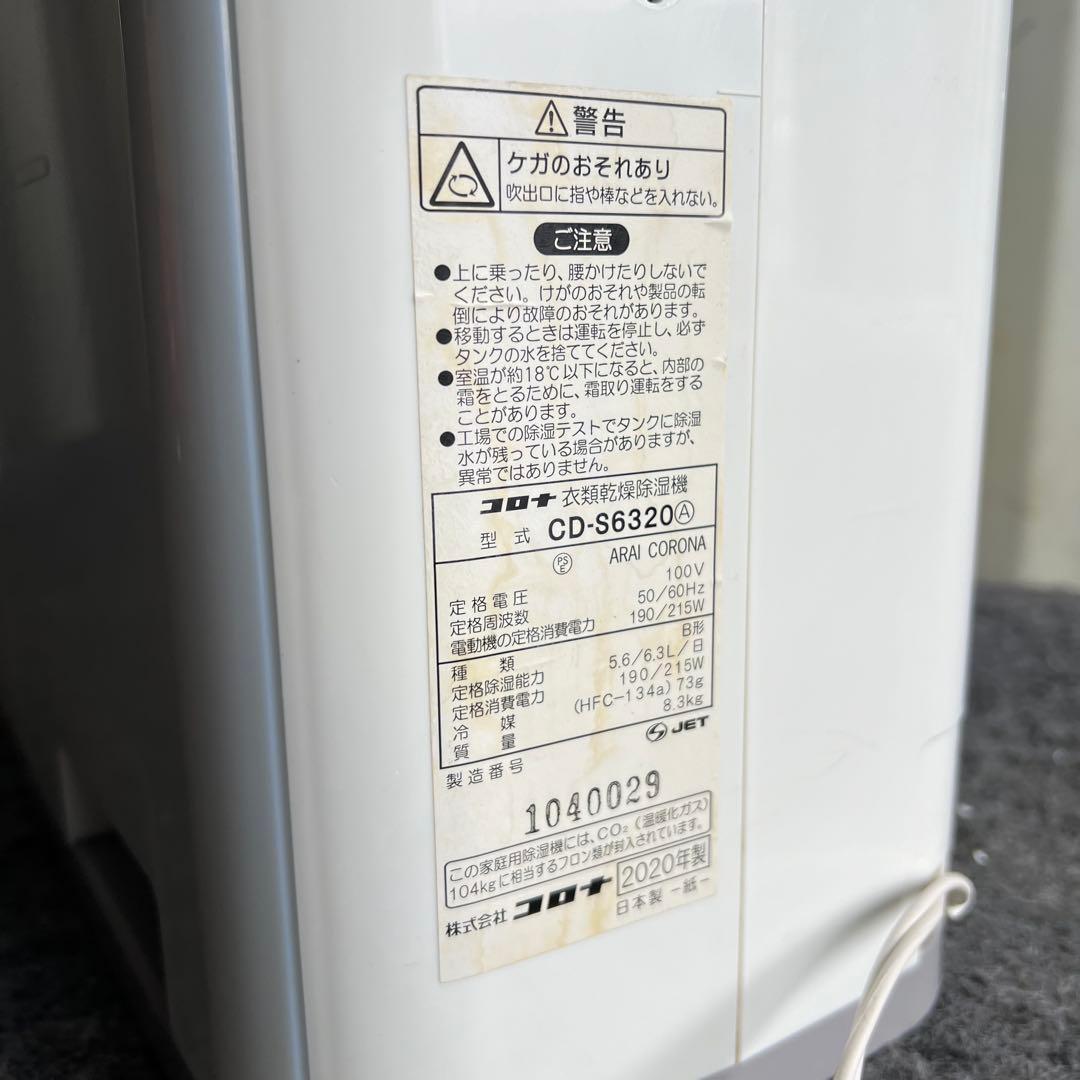 ⚠警告
ケガのおそれあり
吹出口に指や棒などを入れない。
ご注意
●上に乗ったり、腰かけたりしないで
ください。けがのおそれや製品の転
倒により故障のおそれがあります。
●移動するときは運転を停止し、必ず
タンクの水を捨ててください。
●室温が約18℃以下になると、内部の
霜をとるために、霜取り運転をする
ことがあります。
●工場での除湿テストでタンクに除湿
水が残っている場合がありますが、
異常ではありません。
コロナ 衣類乾燥除湿機
型式 CD-S6320Ⓐ
PSE ARAI CORONA
定格電圧 100V
定格周波数 50/60Hz
電動機の定格消費電力 190/215W
種類 B形
定格除湿能力 5.6/6.3L/日
定格消費電力 190/215W
冷媒 (HFC-134a) 73g
質量 8.3kg
JET
製造番号
1040029
この家庭用除湿機には、CO₂（温暖化ガス）
104kgに相当するフロン類が封入されています。
株式会社 コロナ 2020年製
日本製 -紙-